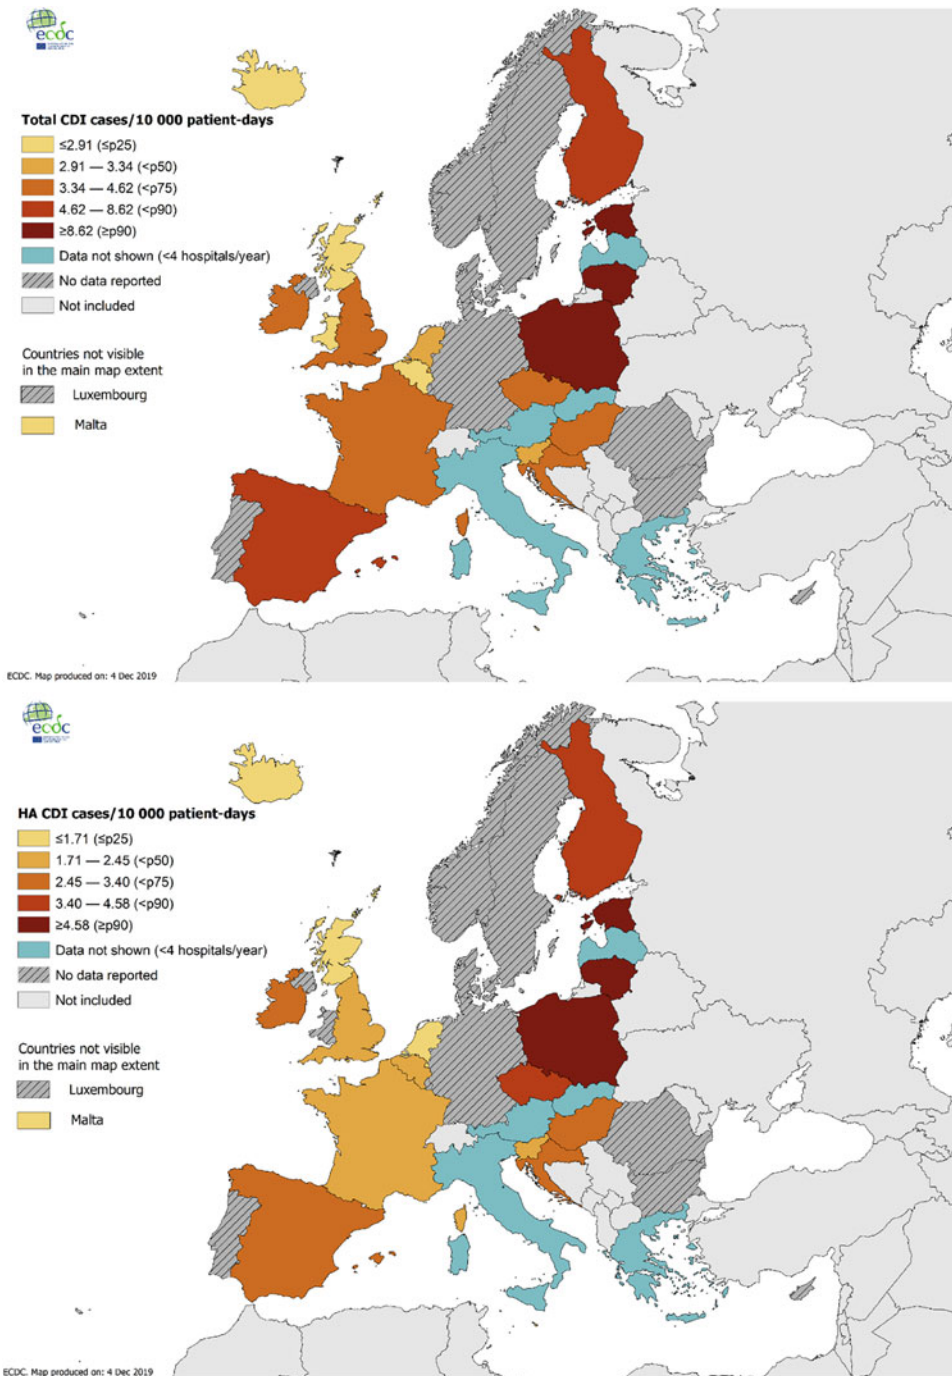 ecdc
Total CDI cases/10 000 patient-days
≤2.91 (≤p25)
2.91 — 3.34 (<p50)
3.34 — 4.62 (<p75)
4.62 — 8.62 (<p90)
≥8.62 (≥p90)
Data not shown (<4 hospitals/year)
No data reported
Not included
Countries not visible
in the main map extent
Luxembourg
Malta
ECDC. Map produced on: 4 Dec 2019
ecdc
HA CDI cases/10 000 patient-days
≤1.71 (≤p25)
1.71 — 2.45 (<p50)
2.45 — 3.40 (<p75)
3.40 — 4.58 (<p90)
≥4.58 (≥p90)
Data not shown (<4 hospitals/year)
No data reported
Not included
Countries not visible
in the main map extent
Luxembourg
Malta
ECDC. Map produced on: 4 Dec 2019